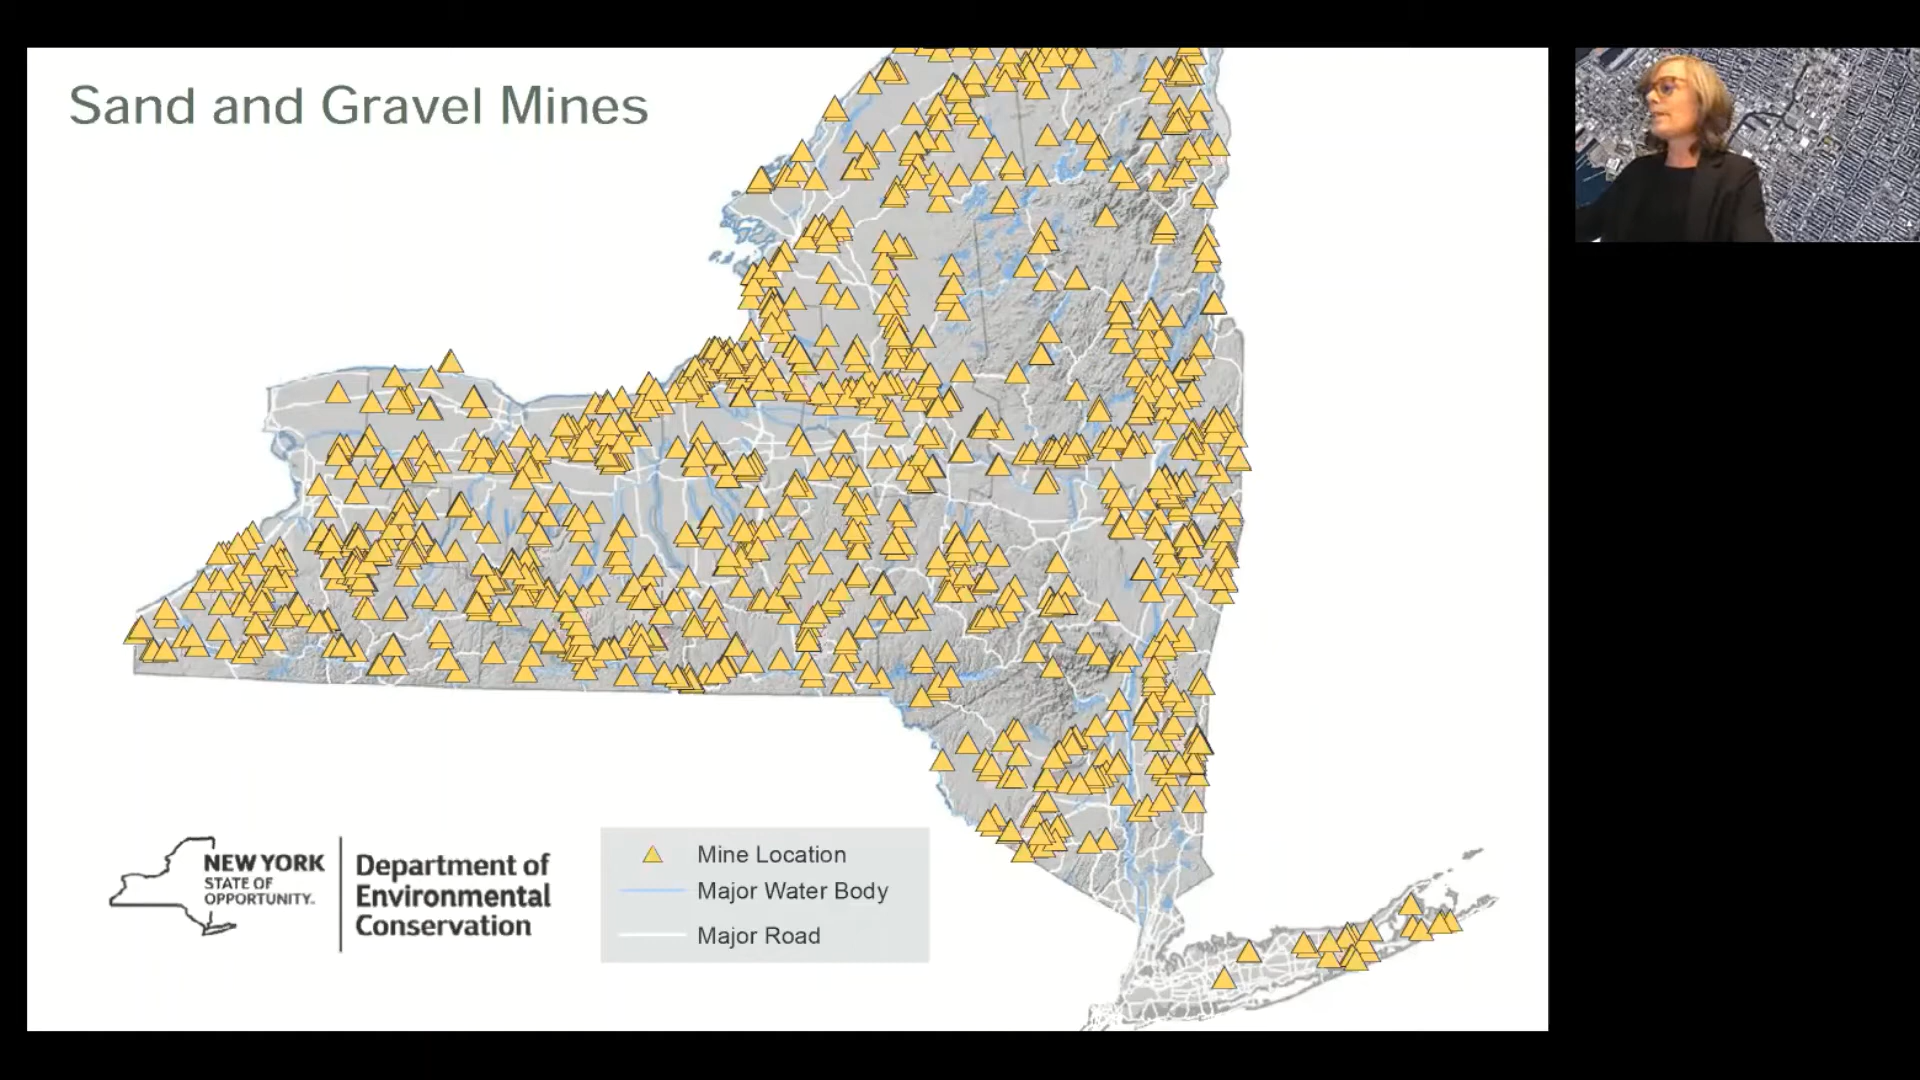 Sand and Gravel Mines
NEW YORK
STATE OF
OPPORTUNITY.
Department of
Environmental
Conservation
Mine Location
Major Water Body
Major Road